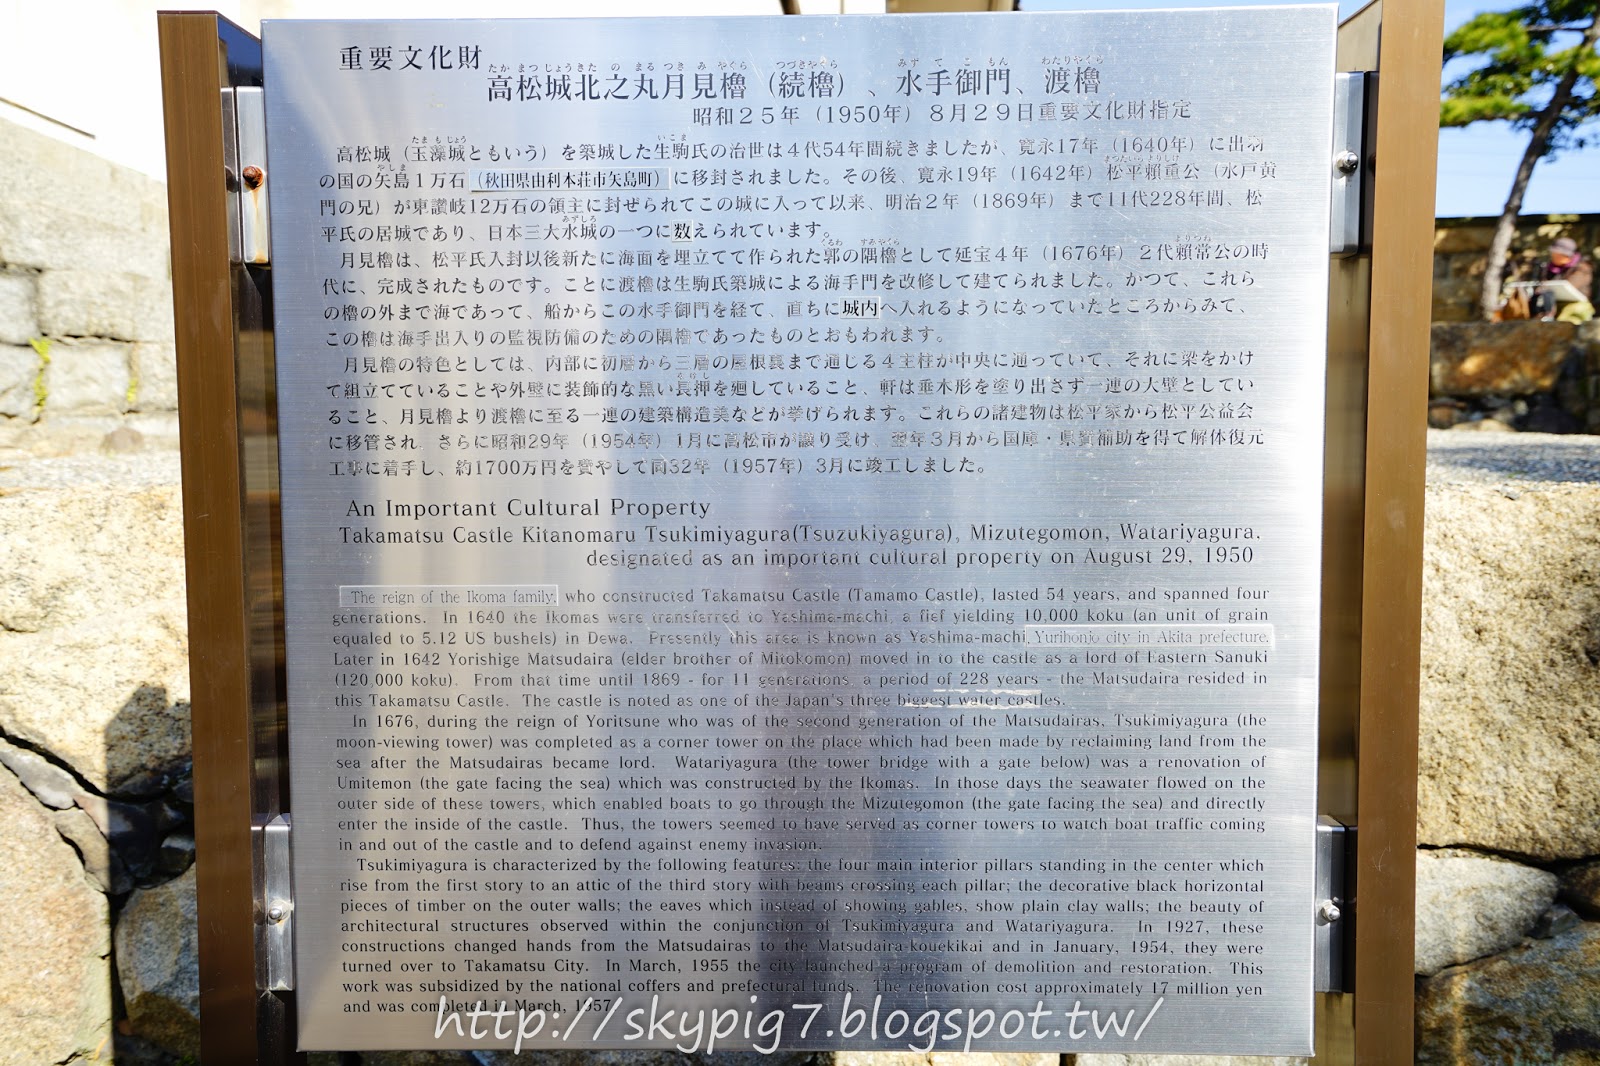 重要文化財
たかまつじょうきた の まるつき み やぐら つづきやぐら みず て ご もん わたりやぐら
高松城北之丸月見櫓（続櫓）、水手御門、渡櫓
昭和２５年（1950年）８月２９日重要文化財指定
高松城（玉藻城ともいう）を築城した生駒氏の治世は４代54年間続きましたが、寛永17年（1640年）に出羽
の国の矢島１万石（秋田県由利本荘市矢島町）に移封されました。その後、寛永19年（1642年）松平頼重公（水戸黄
門の兄）が東讃岐12万石の領主に封ぜられてこの城に入って以来、明治２年（1869年）まで11代228年間、松
平氏の居城であり、日本三大水城の一つに数えられています。
月見櫓は、松平氏入封以後新たに海面を埋立てて作られた郭の隅櫓として延宝４年（1676年）２代頼常公の時
代に、完成されたものです。ことに渡櫓は生駒氏築城による海手門を改修して建てられました。かつて、これら
の櫓の外まで海であって、船からこの水手御門を経て、直ちに城内へ入れるようになっていたところからみて、
この櫓は海手出入りの監視防備のための隅櫓であったものとおもわれます。
月見櫓の特色としては、内部に初層から三層の屋根裏まで通じる４主柱が中央に通っていて、それに梁をかけ
て組立てていることや外壁に装飾的な黒い長押を廻していること、軒は垂木形を塗り出さず一連の大壁としてい
ること、月見櫓より渡櫓に至る一連の建築構造美などが挙げられます。これらの諸建物は松平家から松平公益会
に移管され、さらに昭和29年（1954年）1月に高松市が譲り受け、翌年３月から国庫・県費補助を得て解体復元
工事に着手し、約1700万円を費やして同32年（1957年）3月に竣工しました。
An Important Cultural Property
Takamatsu Castle Kitanomaru Tsukimiyagura(Tsuzukiyagura), Mizutegomon, Watariyagura.
designated as an important cultural property on August 29, 1950
The reign of the Ikoma family, who constructed Takamatsu Castle (Tamamo Castle), lasted 54 years, and spanned four
generations. In 1640 the Ikomas were transferred to Yashima-machi, a fief yielding 10,000 koku (an unit of grain
equaled to 5.12 US bushels) in Dewa. Presently this area is known as Yashima-machi, Yurihonjo city in Akita prefecture.
Later in 1642 Yorishige Matsudaira (elder brother of Mitokomon) moved in to the castle as a lord of Eastern Sanuki
(120,000 koku). From that time until 1869 - for 11 generations, a period of 228 years - the Matsudaira resided in
this Takamatsu Castle. The castle is noted as one of the Japan's three biggest water castles.
In 1676, during the reign of Yoritsune who was of the second generation of the Matsudairas, Tsukimiyagura (the
moon-viewing tower) was completed as a corner tower on the place which had been made by reclaiming land from the
sea after the Matsudairas became lord. Watariyagura (the tower bridge with a gate below) was a renovation of
Umitemon (the gate facing the sea) which was constructed by the Ikomas. In those days the seawater flowed on the
outer side of these towers, which enabled boats to go through the Mizutegomon (the gate facing the sea) and directly
enter the inside of the castle. Thus, the towers seemed to have served as corner towers to watch boat traffic coming
in and out of the castle and to defend against enemy invasion.
Tsukimiyagura is characterized by the following features: the four main interior pillars standing in the center which
rise from the first story to an attic of the third story with beams crossing each pillar; the decorative black horizontal
pieces of timber on the outer walls; the eaves which instead of showing gables, show plain clay walls; the beauty of
architectural structures observed within the conjunction of Tsukimiyagura and Watariyagura. In 1927, these
constructions changed hands from the Matsudairas to the Matsudaira-kouekikai and in January, 1954, they were
turned over to Takamatsu City. In March, 1955 the city launched a program of demolition and restoration. This
work was subsidized by the national coffers and prefectural funds. The renovation cost approximately 17 million yen
and was completed in March, 1957.
http://skypig7.blogspot.tw/